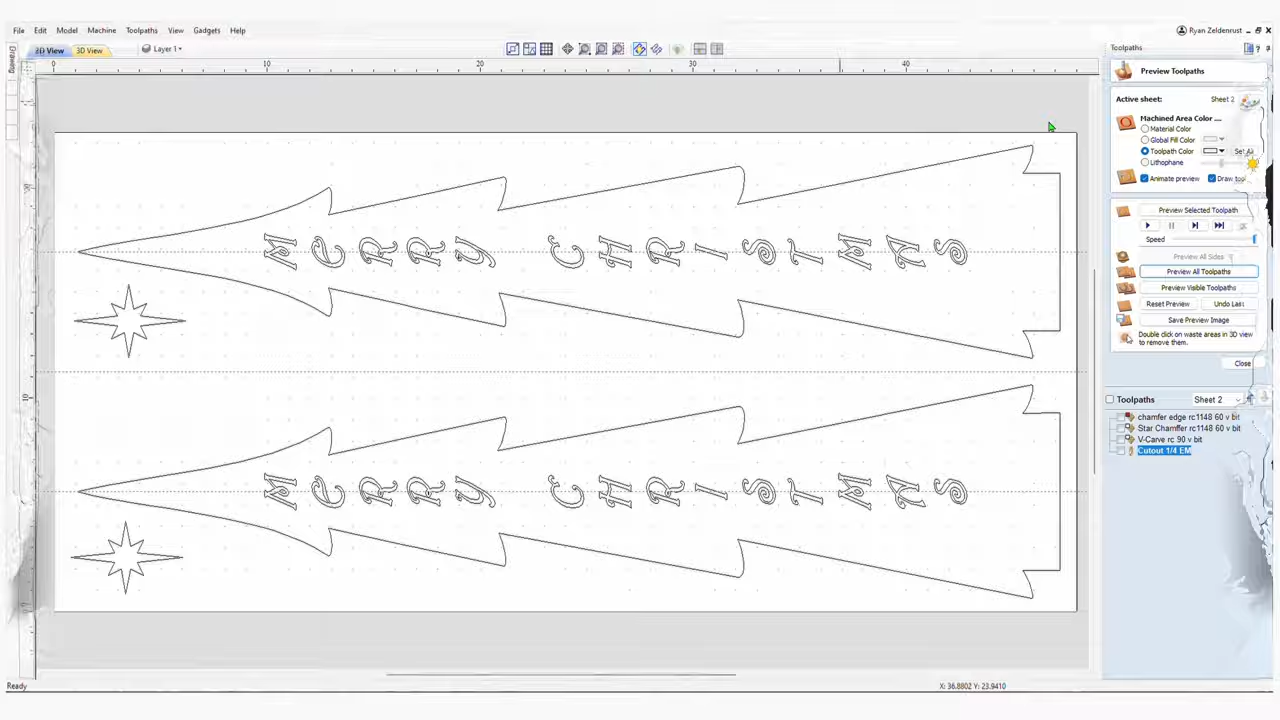 File Edit Model Machine Toolpaths View Gadgets Help
Ryan Zeldenrust
2D View 3D View Layer 1
Toolpaths
Drawing
0 10 20 30 40
Preview Toolpaths
Active sheet: Sheet 2
Machined Area Color ....
Material Color
Global Fill Color
Toolpath Color
Lithophane
Animate preview
MERRY CHRISTMAS
Preview Selected Toolpath
Speed
Preview All Sides
Preview All Toolpaths
Preview Visible Toolpaths
Reset Preview Undo Last
Save Preview Image
Double click on waste areas in 3D view
to remove them.
Close
10
Toolpaths Sheet 2
chamfer edge rc1148 60 v bit
Star Chamffer rc1148 60 v bit
V-Carve rc 90 v bit
Cutout 1/4 EM
MERRY CHRISTMAS
Ready
X: 36.8802 Y: 23.9410